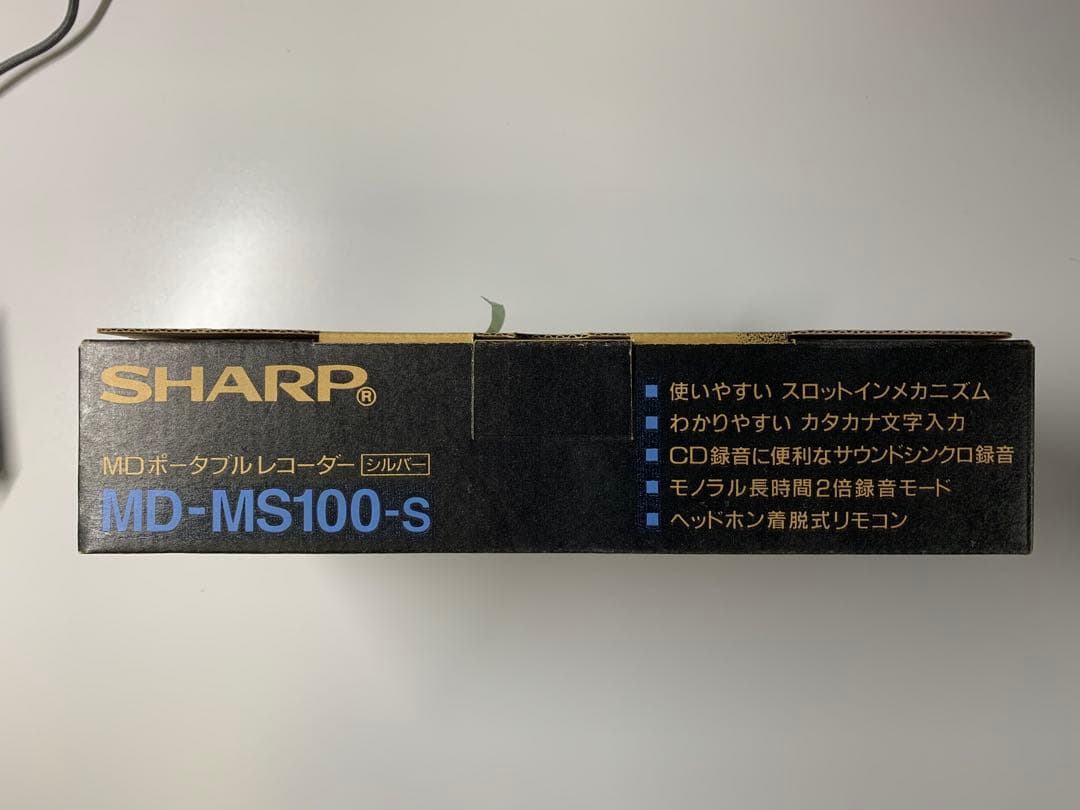 SHARP®
MDポータブルレコーダー シルバー
MD-MS100-S
■ 使いやすい スロットインメカニズム
■ わかりやすい カタカナ文字入力
■ CD録音に便利なサウンドシンクロ録音
■ モノラル長時間2倍録音モード
■ ヘッドホン着脱式リモコン